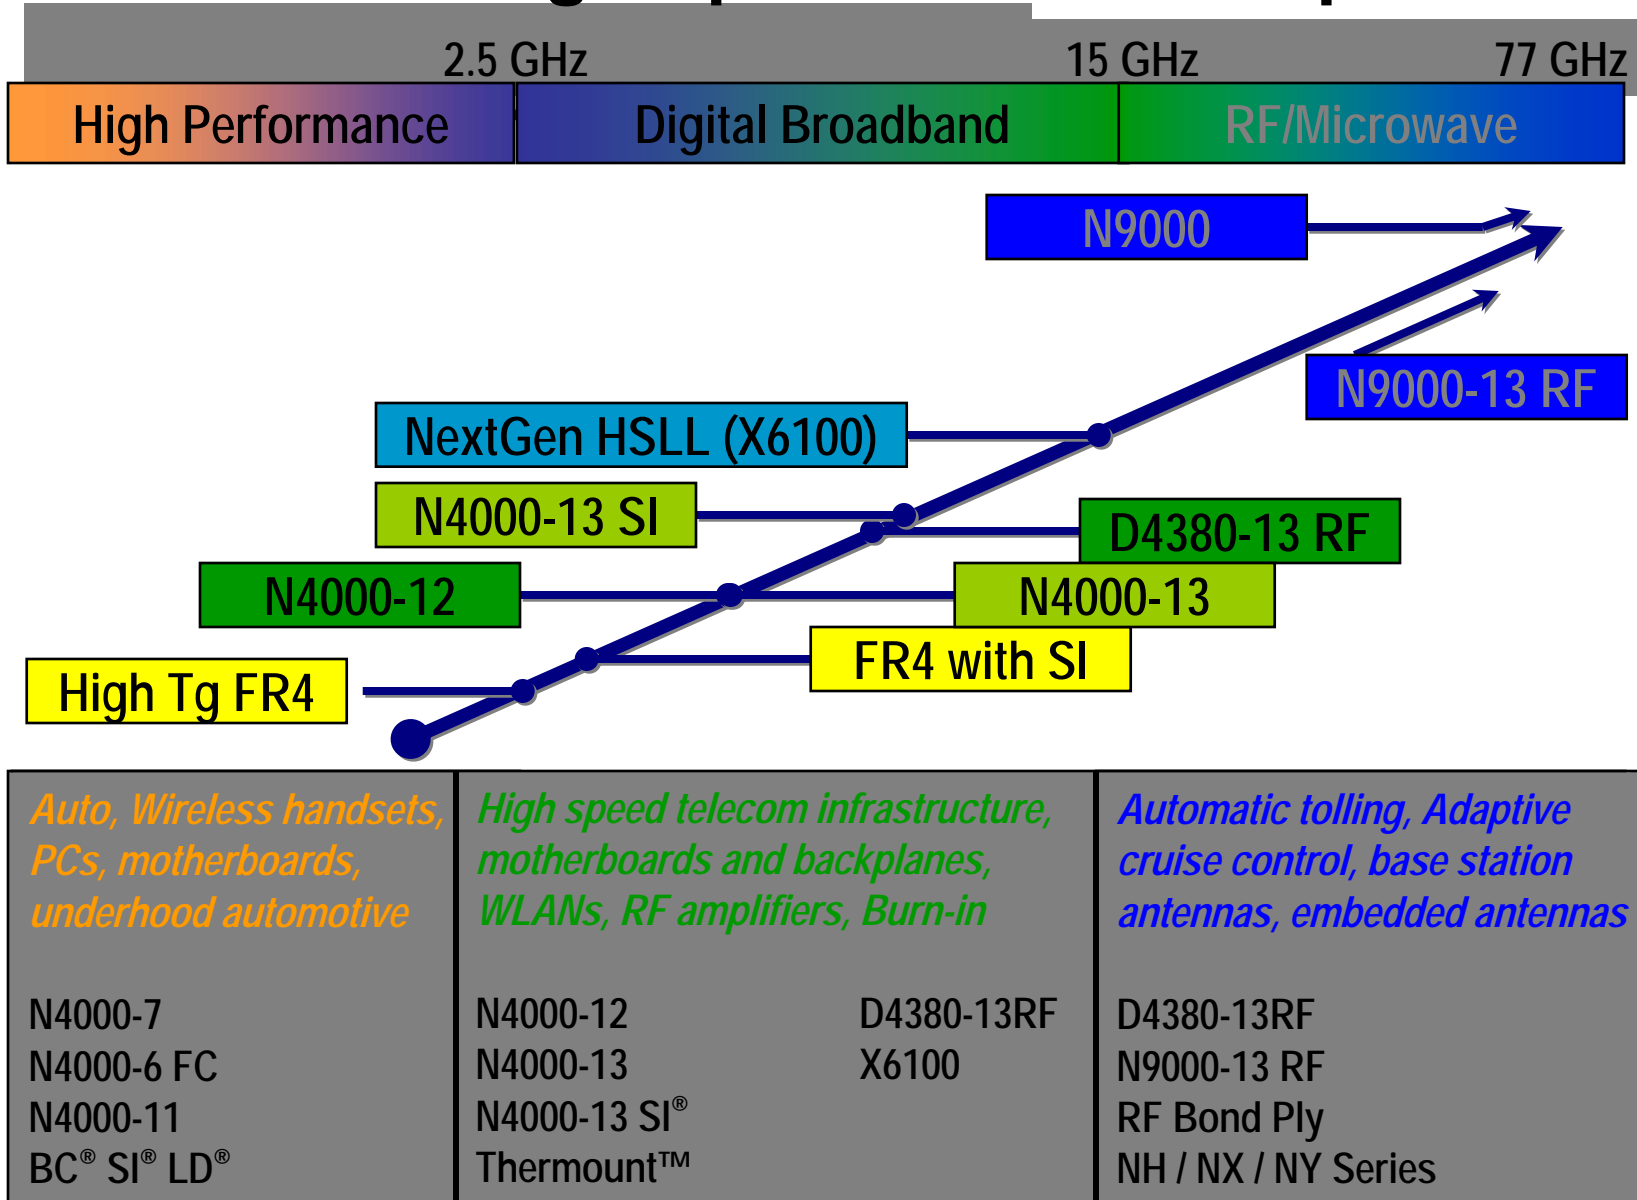 2.5 GHz 15 GHz 77 GHz
High Performance Digital Broadband RF/Microwave
N9000
N9000-13 RF
NextGen HSLL (X6100)
N4000-13 SI
D4380-13 RF
N4000-12
N4000-13
FR4 with SI
High Tg FR4
Auto, Wireless handsets,
PCs, motherboards,
underhood automotive
N4000-7
N4000-6 FC
N4000-11
BC® SI® LD®
High speed telecom infrastructure,
motherboards and backplanes,
WLANs, RF amplifiers, Burn-in
N4000-12 D4380-13RF
N4000-13 X6100
N4000-13 SI®
Thermount™
Automatic tolling, Adaptive
cruise control, base station
antennas, embedded antennas
D4380-13RF
N9000-13 RF
RF Bond Ply
NH / NX / NY Series